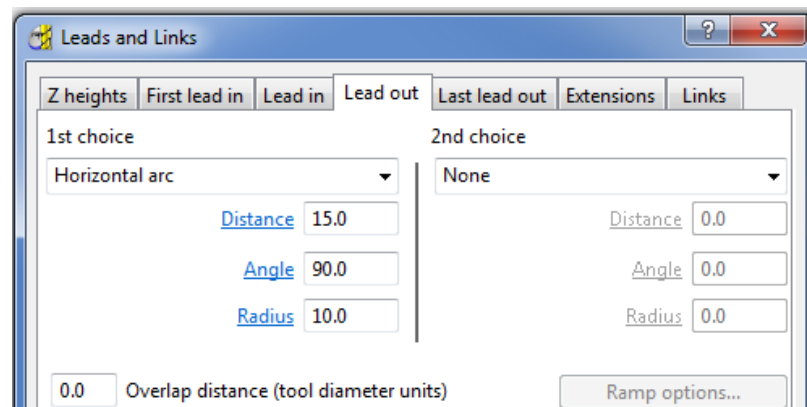 Leads and Links
?
X
Z heights First lead in Lead in Lead out Last lead out Extensions Links
1st choice 2nd choice
Horizontal arc None
Distance 15.0 Distance 0.0
Angle 90.0 Angle 0.0
Radius 10.0 Radius 0.0
0.0 Overlap distance (tool diameter units) Ramp options...